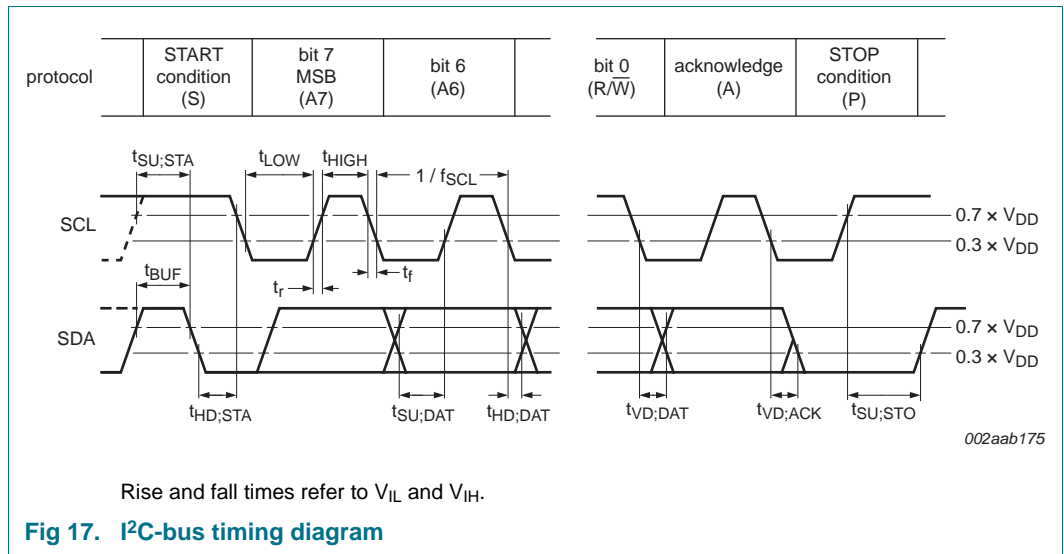 protocol
START
condition
(S)
bit 7
MSB
(A7)
bit 6
(A6)
bit 0
(R/W̅)
acknowledge
(A)
STOP
condition
(P)
tSU;STA
tLOW
tHIGH
1 / fSCL
SCL
0.7 × VDD
0.3 × VDD
tBUF
tr
tf
SDA
0.7 × VDD
0.3 × VDD
tHD;STA
tSU;DAT
tHD;DAT
tVD;DAT
tVD;ACK
tSU;STO
002aab175
Rise and fall times refer to VIL and VIH.
Fig 17. I²C-bus timing diagram